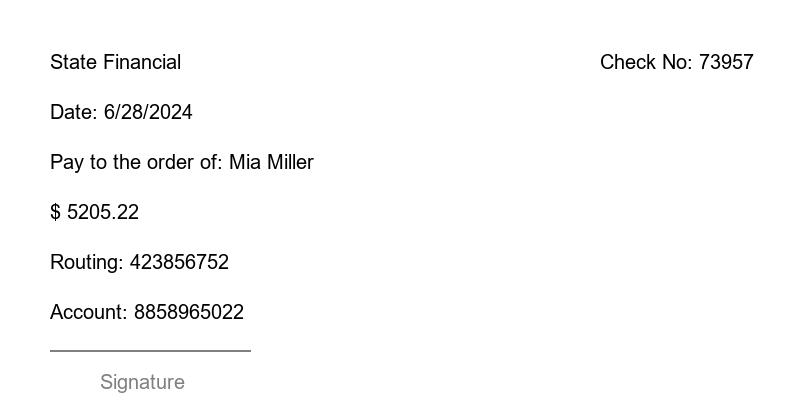 State Financial
Check No: 73957
Date: 6/28/2024
Pay to the order of: Mia Miller
$ 5205.22
Routing: 423856752
Account: 8858965022
Signature